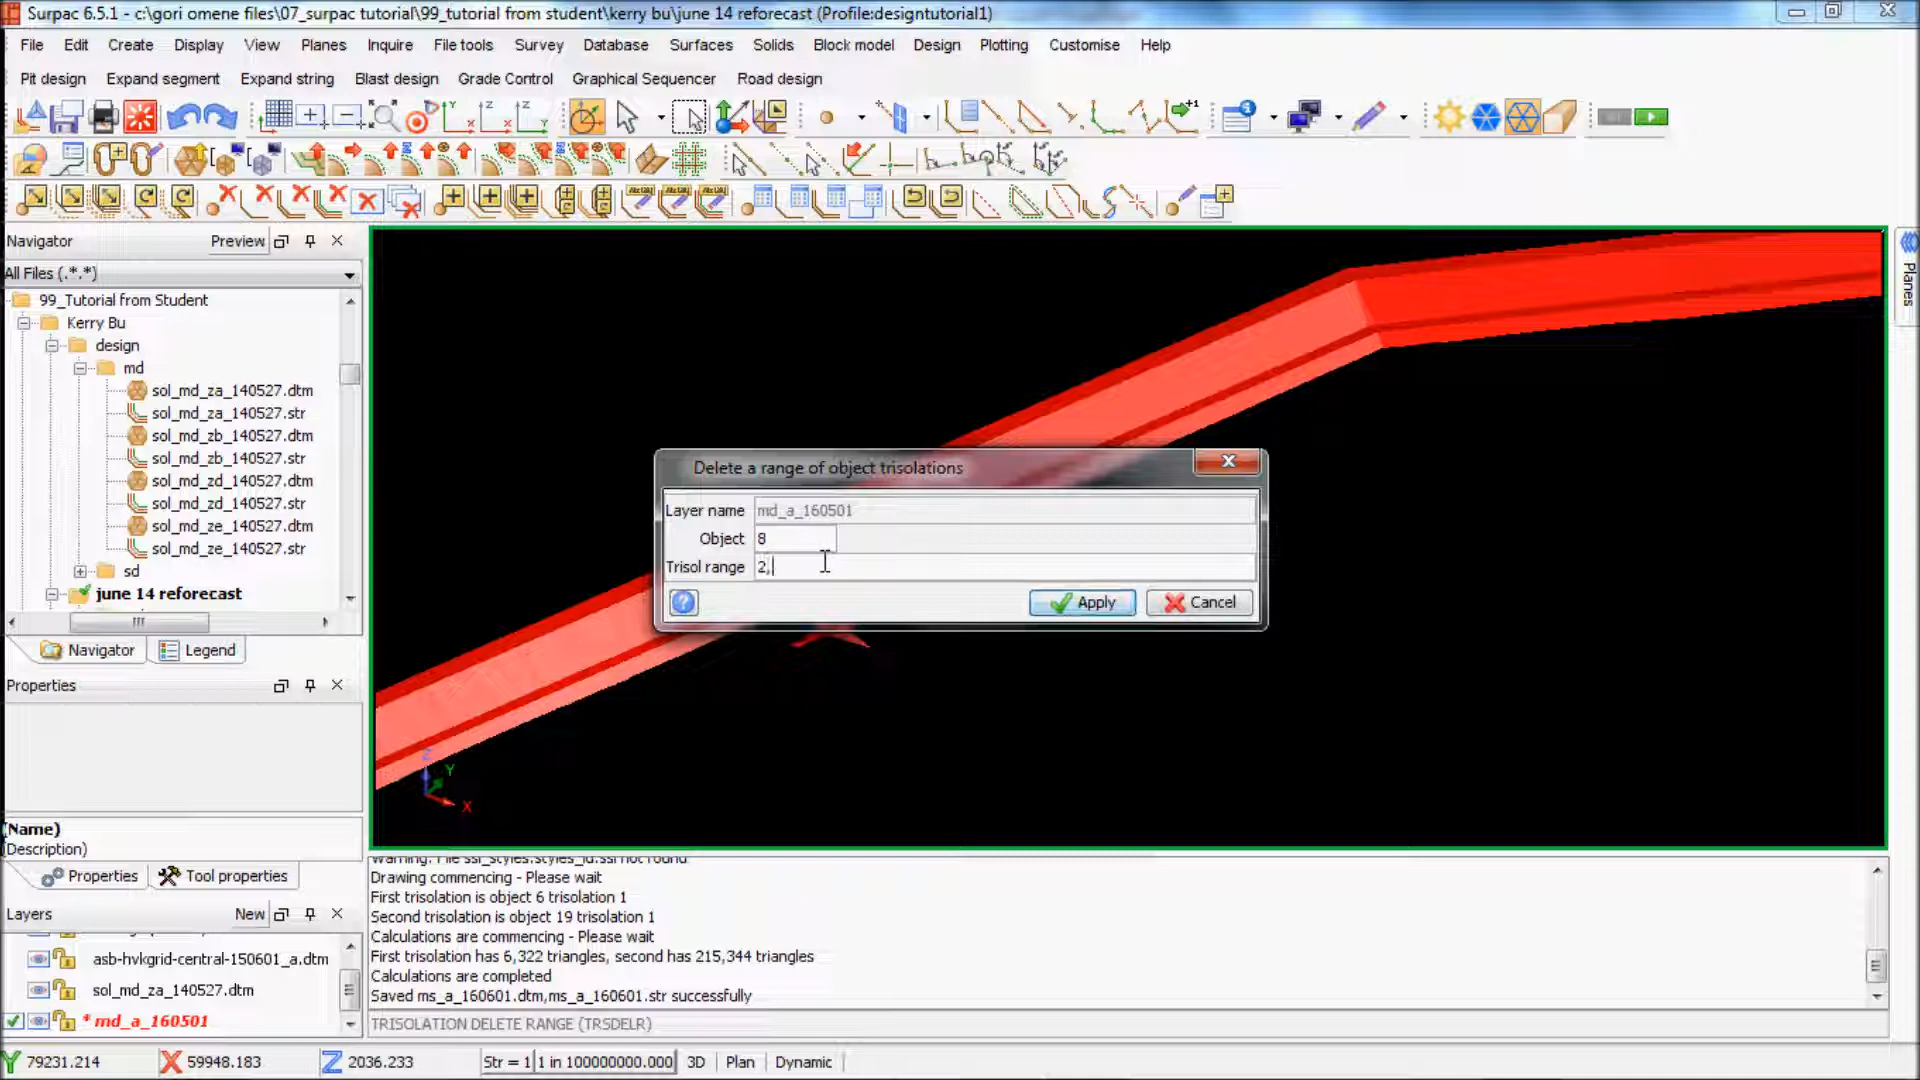 Surpac 6.5.1 - c:\gori omene files\07_surpac tutorial\99_tutorial from student\kerry bu\june 14 reforecast (Profile:designtutorial1)
File Edit Create Display View Planes Inquire File tools Survey Database Surfaces Solids Block model Design Plotting Customise Help
Pit design Expand segment Expand string Blast design Grade Control Graphical Sequencer Road design
Navigator Preview
All Files (.*.*)
99_Tutorial from Student
Kerry Bu
design
md
sol_md_za_140527.dtm
sol_md_za_140527.str
sol_md_zb_140527.dtm
sol_md_zb_140527.str
sol_md_zd_140527.dtm
sol_md_zd_140527.str
sol_md_ze_140527.dtm
sol_md_ze_140527.str
sd
june 14 reforecast
Navigator Legend
Properties
(Name)
(Description)
Properties Tool properties
Layers New
asb-hvkgrid-central-150601_a.dtm
sol_md_za_140527.dtm
* md_a_160501
Planes
Delete a range of object trisolations
Layer name md_a_160501
Object 8
Trisol range 2,
Apply Cancel
Z
Y
X
Warning: File ssi_styles:styles_id.ssi not found
Drawing commencing - Please wait
First trisolation is object 6 trisolation 1
Second trisolation is object 19 trisolation 1
Calculations are commencing - Please wait
First trisolation has 6,322 triangles, second has 215,344 triangles
Calculations are completed
Saved ms_a_160601.dtm,ms_a_160601.str successfully
TRISOLATION DELETE RANGE (TRSDELR)
Y 79231.214 X 59948.183 Z 2036.233 Str = 1 1 in 100000000.000 3D Plan Dynamic